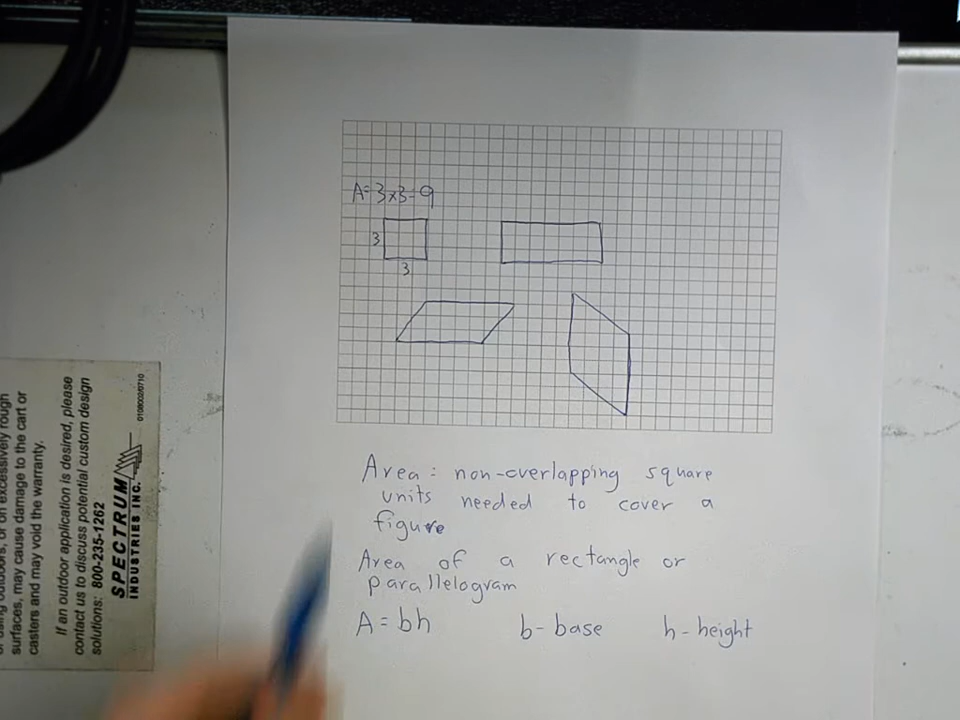 A=3x3=9
3
3
Area = non-overlapping square
units needed to cover a
figure
Area of a rectangle or
parallelogram
A = bh b - base h - height
surfaces, may cause damage to the cart or
casters and may void the warranty.
If an outdoor application is desired, please
contact us to discuss potential custom design
solutions: 800-235-1262
SPECTRUM
INDUSTRIES INC.